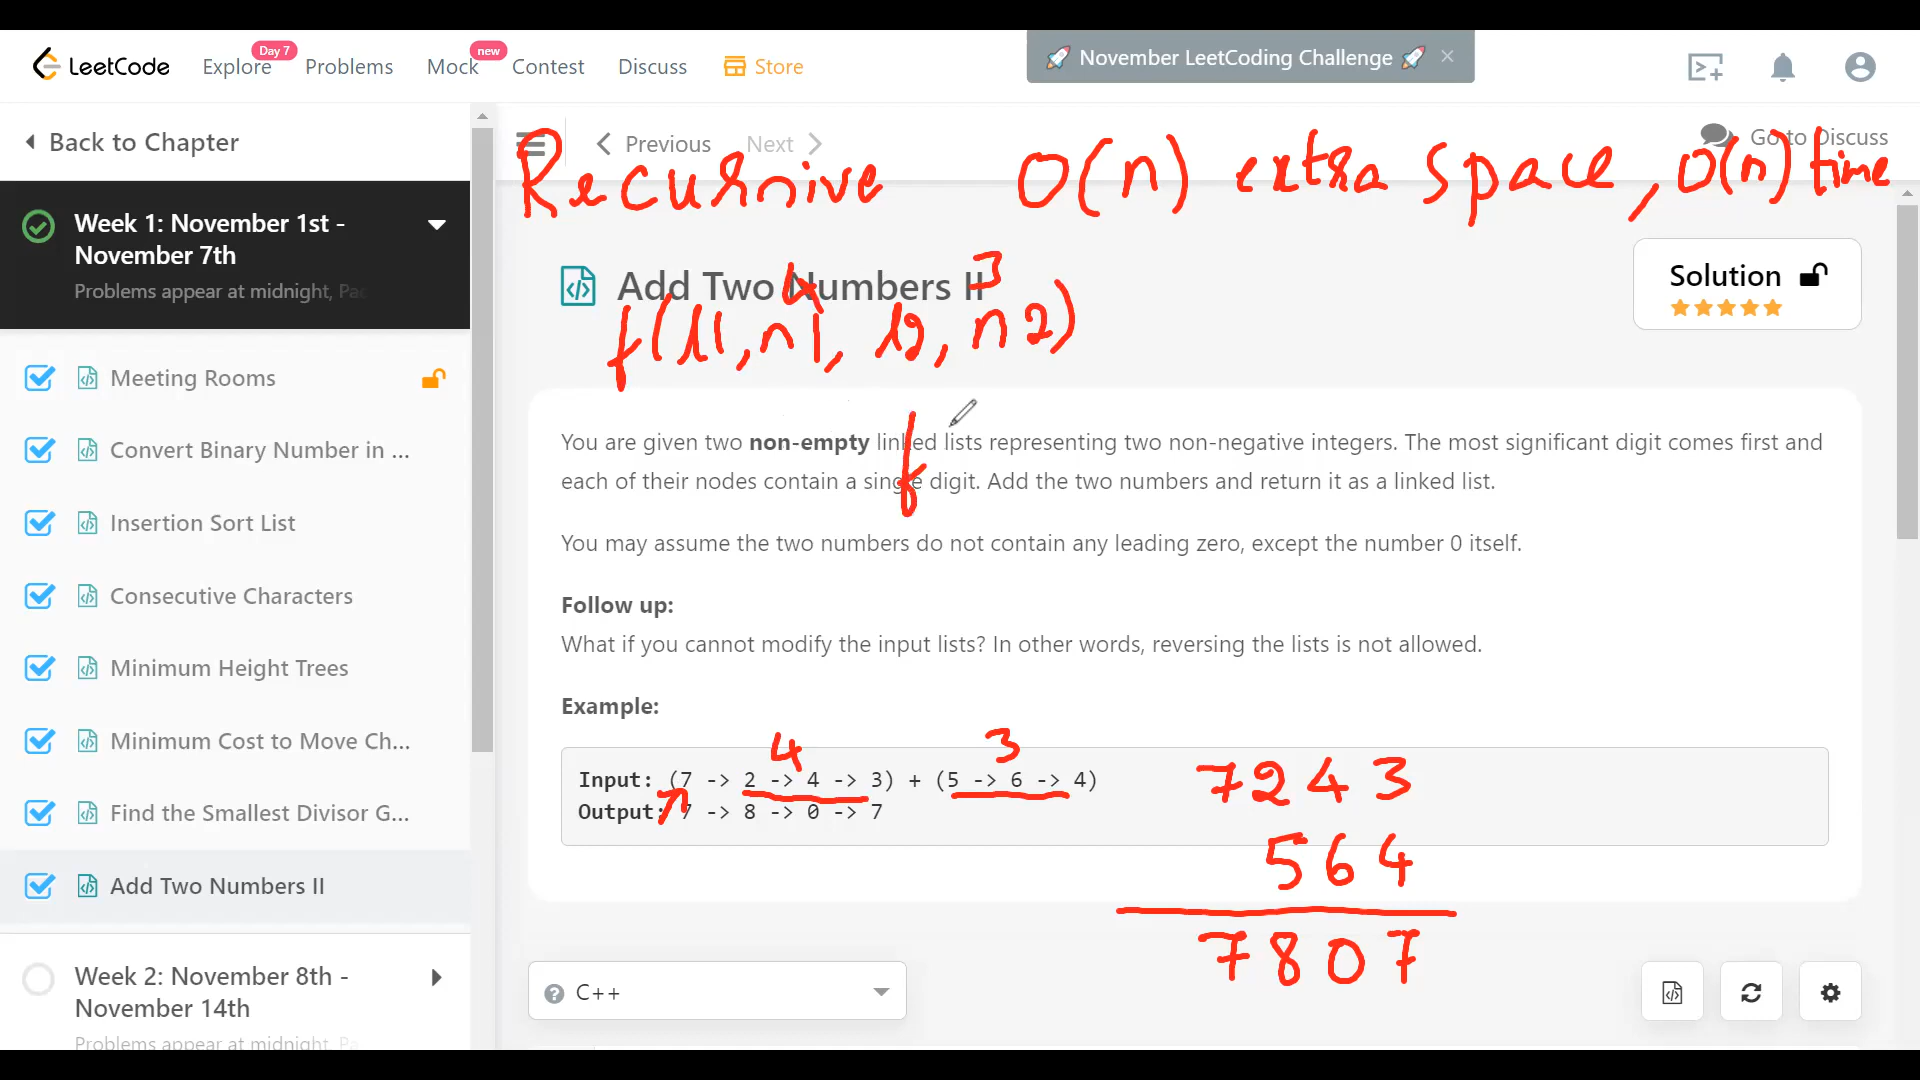 LeetCode Explore Day 7 Problems Mock new Contest Discuss Store 🚀 November LeetCoding Challenge 🚀 ×
Back to Chapter
Previous Next Go to Discuss
Recursive O(n) extra space, O(n) time
Week 1: November 1st -
November 7th
Problems appear at midnight,
Add Two Numbers II
Solution
4 3
f(l1, n1, l2, n2)
f
Meeting Rooms
Convert Binary Number in ...
Insertion Sort List
Consecutive Characters
Minimum Height Trees
Minimum Cost to Move Ch...
Find the Smallest Divisor G...
Add Two Numbers II
Week 2: November 8th -
November 14th
Problems appear at midnight,
You are given two non-empty linked lists representing two non-negative integers. The most significant digit comes first and
each of their nodes contain a single digit. Add the two numbers and return it as a linked list.
You may assume the two numbers do not contain any leading zero, except the number 0 itself.
Follow up:
What if you cannot modify the input lists? In other words, reversing the lists is not allowed.
Example:
4 3
Input: (7 -> 2 -> 4 -> 3) + (5 -> 6 -> 4)
Output: 7 -> 8 -> 0 -> 7
7243
564
7807
? C++